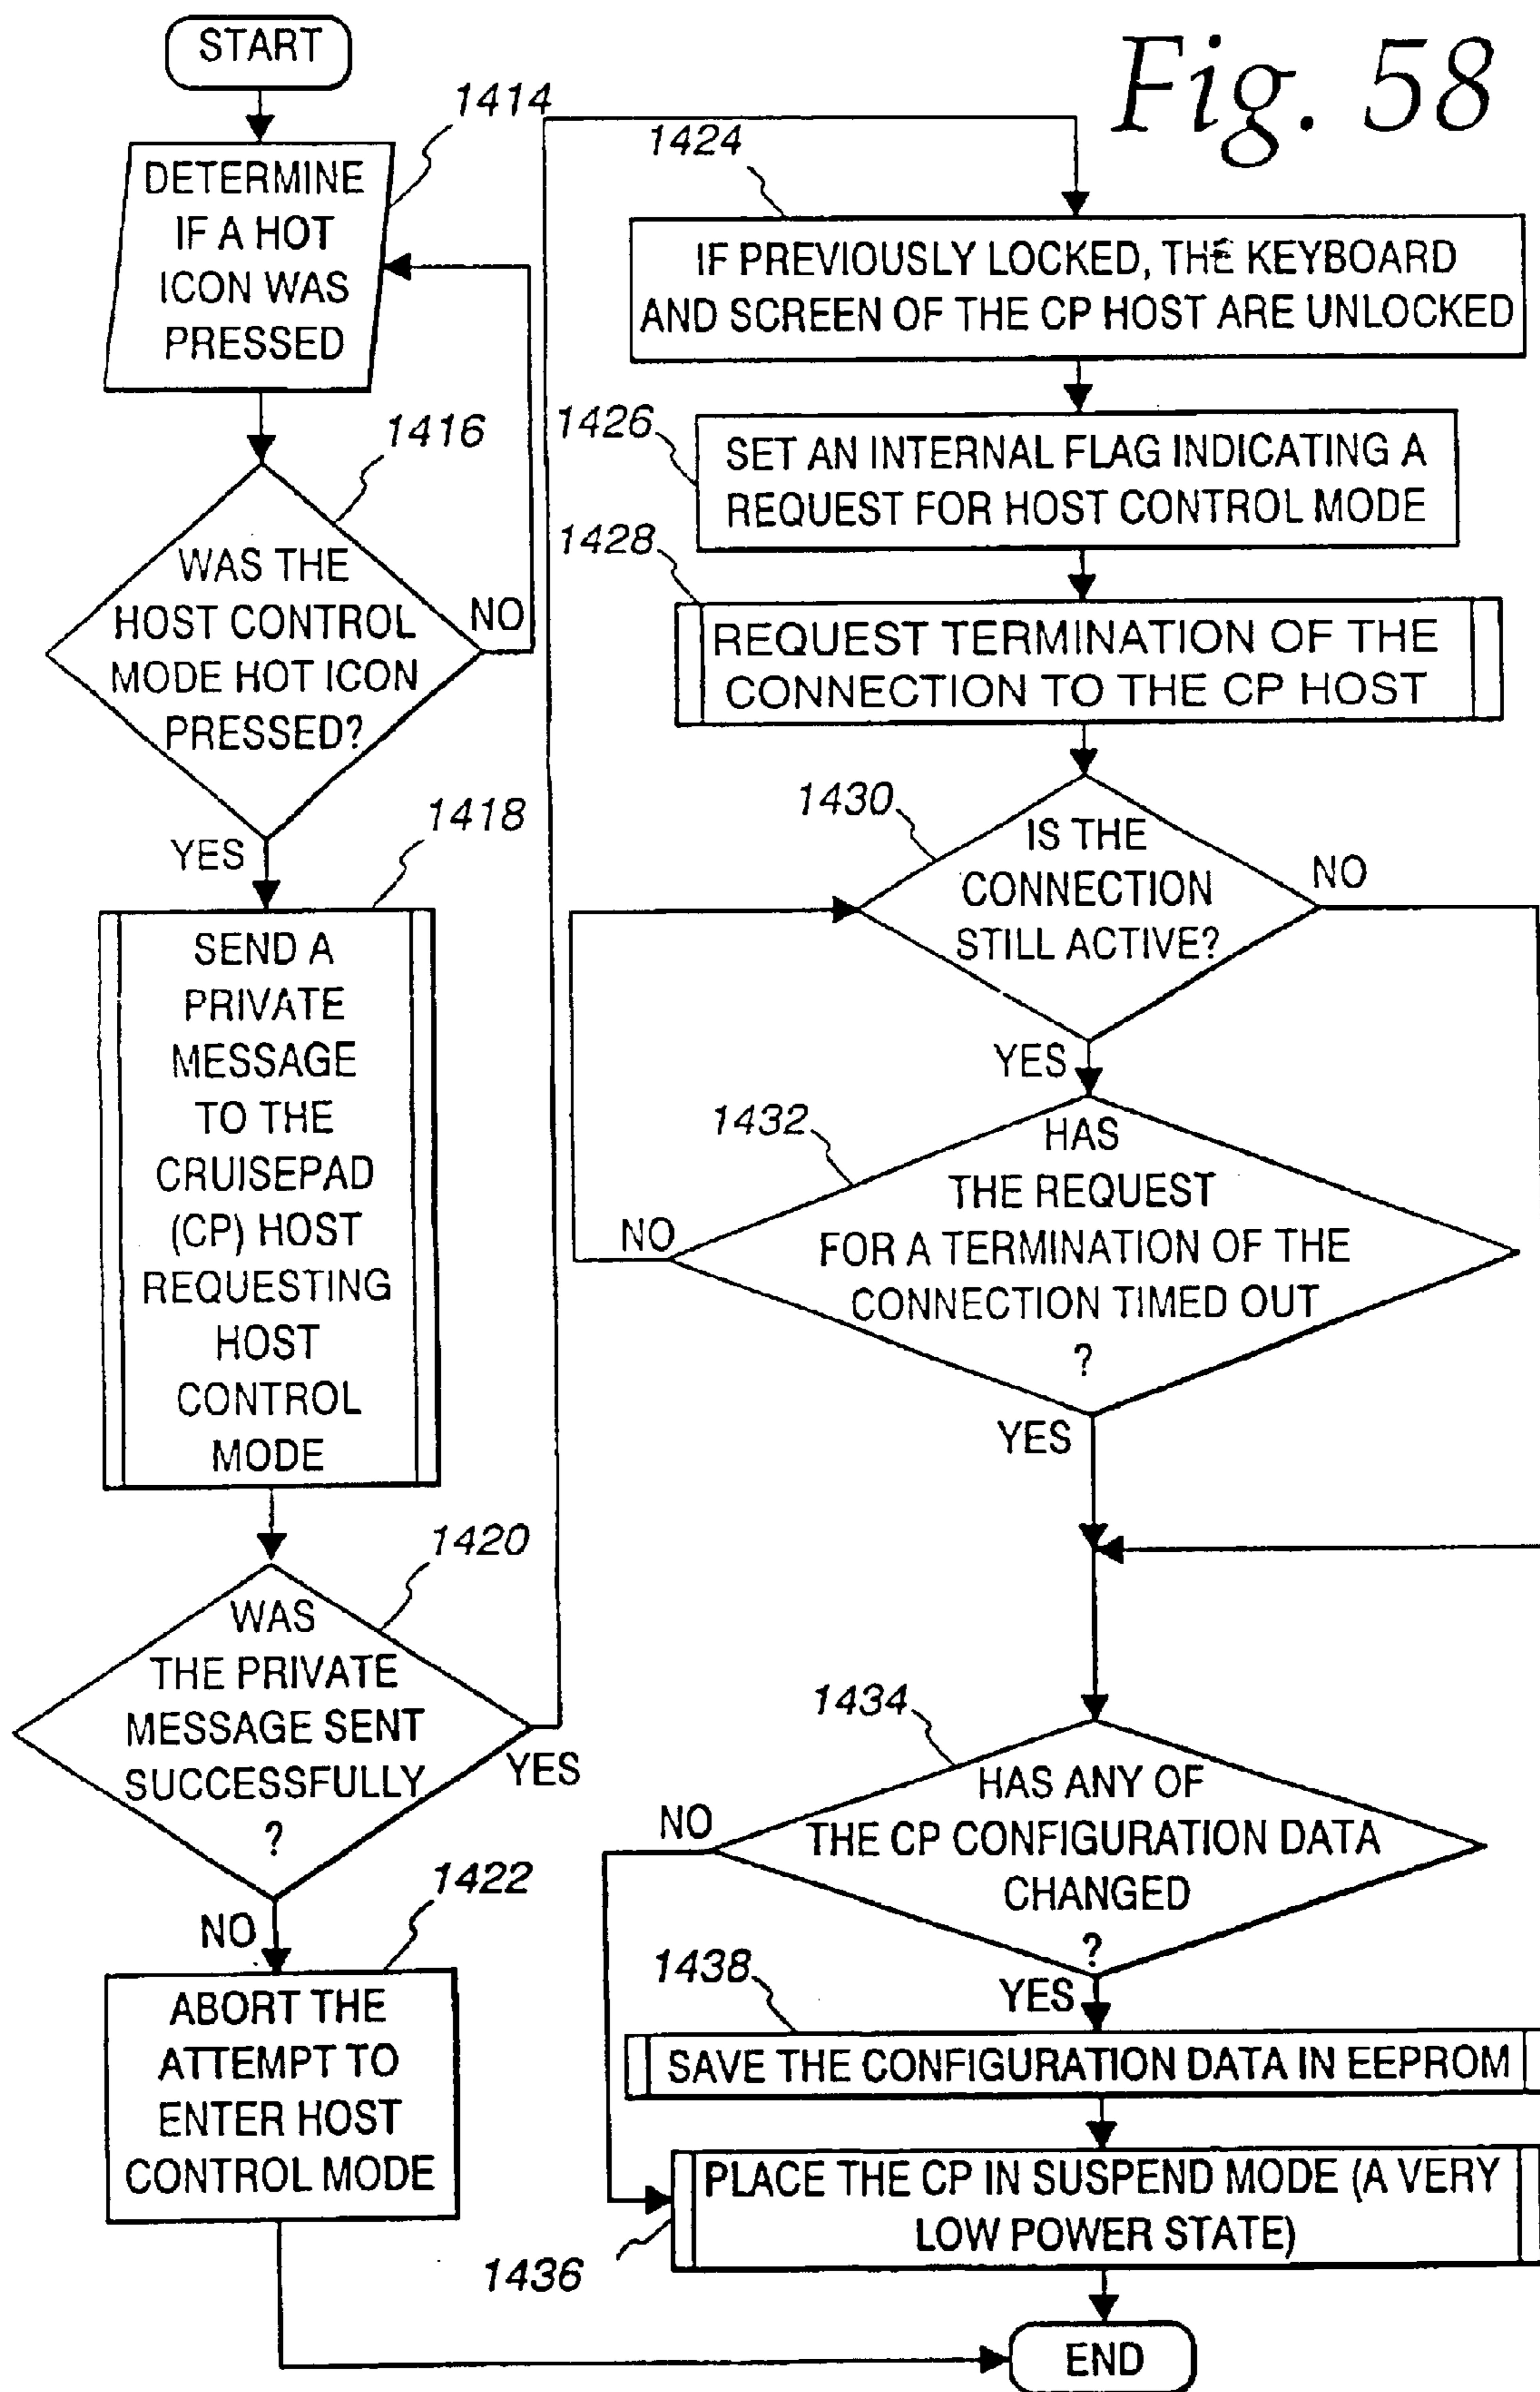 Fig. 58
START
1414
DETERMINE
IF A HOT
ICON WAS
PRESSED
1416
WAS THE
HOST CONTROL
MODE HOT ICON
PRESSED?
NO
YES
1418
SEND A
PRIVATE
MESSAGE
TO THE
CRUISEPAD
(CP) HOST
REQUESTING
HOST
CONTROL
MODE
1420
WAS
THE PRIVATE
MESSAGE SENT
SUCCESSFULLY
?
YES
NO
1422
ABORT THE
ATTEMPT TO
ENTER HOST
CONTROL MODE
1424
IF PREVIOUSLY LOCKED, THE KEYBOARD
AND SCREEN OF THE CP HOST ARE UNLOCKED
1426
SET AN INTERNAL FLAG INDICATING A
REQUEST FOR HOST CONTROL MODE
1428
REQUEST TERMINATION OF THE
CONNECTION TO THE CP HOST
1430
IS THE
CONNECTION
STILL ACTIVE?
NO
YES
1432
HAS
THE REQUEST
FOR A TERMINATION OF THE
CONNECTION TIMED OUT
?
NO
YES
1434
HAS ANY OF
THE CP CONFIGURATION DATA
CHANGED
?
NO
YES
1438
SAVE THE CONFIGURATION DATA IN EEPROM
PLACE THE CP IN SUSPEND MODE (A VERY
LOW POWER STATE)
1436
END